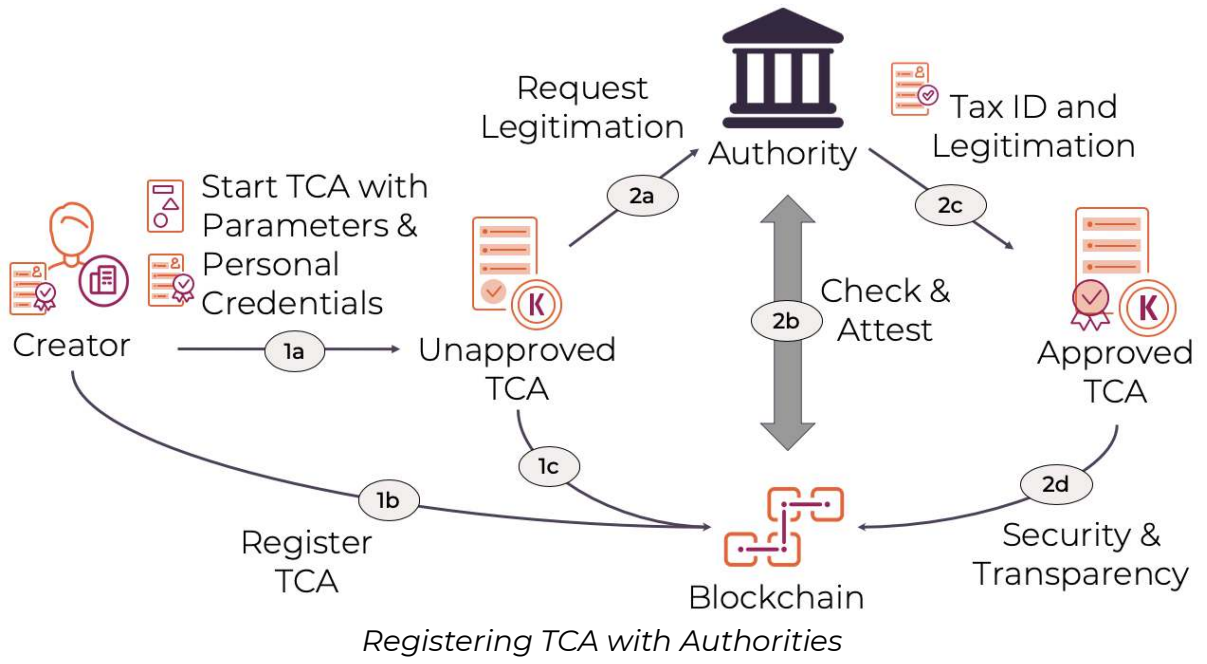 Request
Legitimation
Tax ID and
Legitimation
Authority
2a
2c
Start TCA with
Parameters &
Personal
Credentials
K
K
2b
Check &
Attest
Creator
1a
Unapproved
TCA
Approved
TCA
1c
2d
1b
Register
TCA
Security &
Transparency
Blockchain
Registering TCA with Authorities